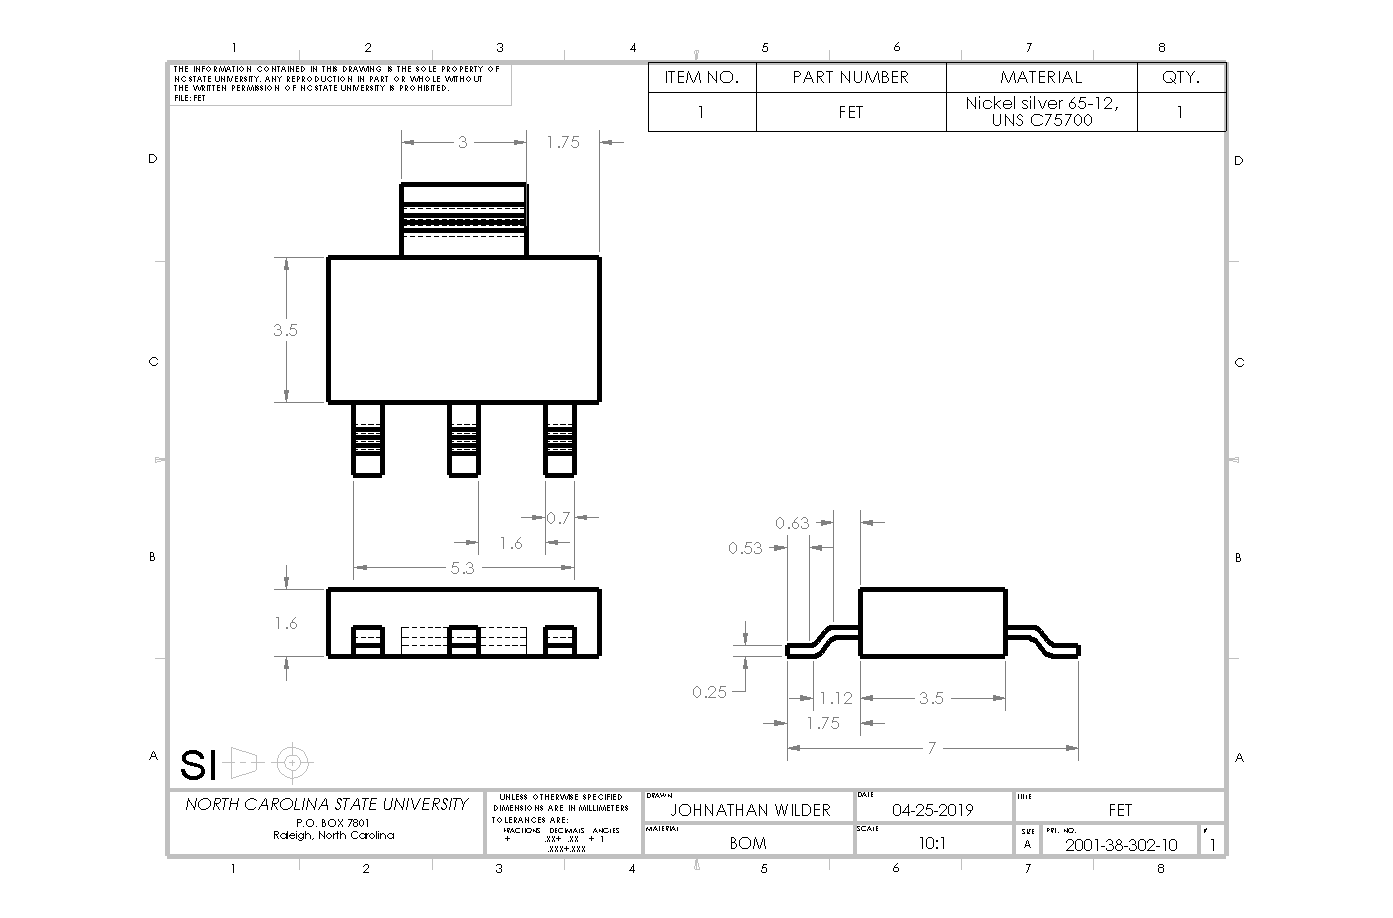 1 2 3 4 5 6 7 8
THE INFORMATION CONTAINED IN THIS DRAWING IS THE SOLE PROPERTY OF
NC STATE UNIVERSITY. ANY REPRODUCTION IN PART OR WHOLE WITHOUT
THE WRITTEN PERMISSION OF NC STATE UNIVERSITY IS PROHIBITED.
FILE: FET
ITEM NO. PART NUMBER MATERIAL QTY.
1 FET Nickel silver 65-12, UNS C75700 1
3 1.75
D D
3.5
C C
0.7
1.6
5.3
0.63
0.53
B B
1.6
0.25
1.12 3.5
1.75
7
A A
SI
NORTH CAROLINA STATE UNIVERSITY
P.O. BOX 7801
Raleigh, North Carolina
UNLESS OTHERWISE SPECIFIED
DIMENSIONS ARE IN MILLIMETERS
TOLERANCES ARE:
FRACTIONS DECIMALS ANGLES
+ .XX+ .XX + 1
.XXX+.XXX
DRAWN
JOHNATHAN WILDER
DATE
04-25-2019
TITLE
FET
MATERIAL
BOM
SCALE
10:1
SIZE
A
PRT. NO.
2001-38-302-10
#
1
1 2 3 4 5 6 7 8